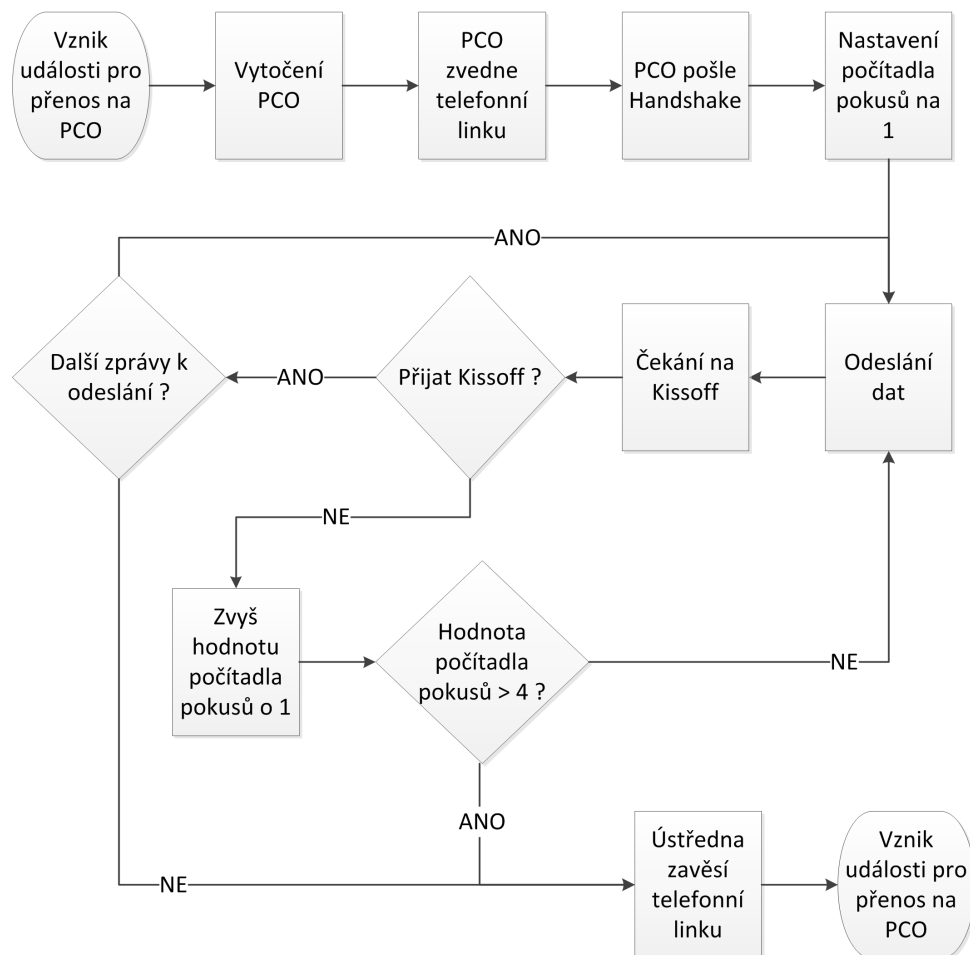 Vznik
události pro
přenos na
PCO
Vytočení
PCO
PCO
zvedne
telefonní
linku
PCO pošle
Handshake
Nastavení
počítadla
pokusů na
1
ANO
Další zprávy k
odeslání ?
ANO
Přijat Kissoff ?
Čekání na
Kissoff
Odeslání
dat
NE
Zvyš
hodnotu
počítadla
pokusů o 1
Hodnota
počítadla
pokusů > 4 ?
NE
ANO
NE
Ústředna
zavěsí
telefonní
linku
Vznik
události pro
přenos na
PCO